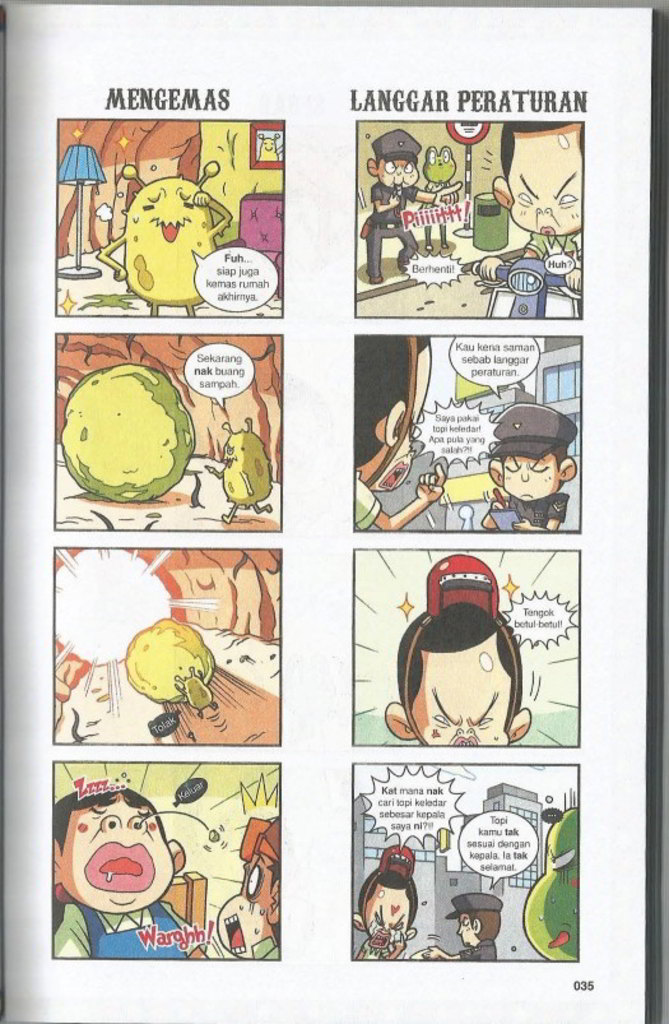 MENGEMAS
Fuh...
siap juga
kemas rumah
akhirnya.
Sekarang
nak buang
sampah.
Tolak
Zzzz...
Keluar
Warghh!
LANGGAR PERATURAN
Piiiiittt!
Berhenti!
Huh?
Kau kena saman
sebab langgar
peraturan.
Saya pakai
topi keledar!
Apa pula yang
salah?!!
Tengok
betul-betul!
Kat mana nak
cari topi keledar
sebesar kepala
saya ni?!!
Topi
kamu tak
sesuai dengan
kepala. Ia tak
selamat.
035